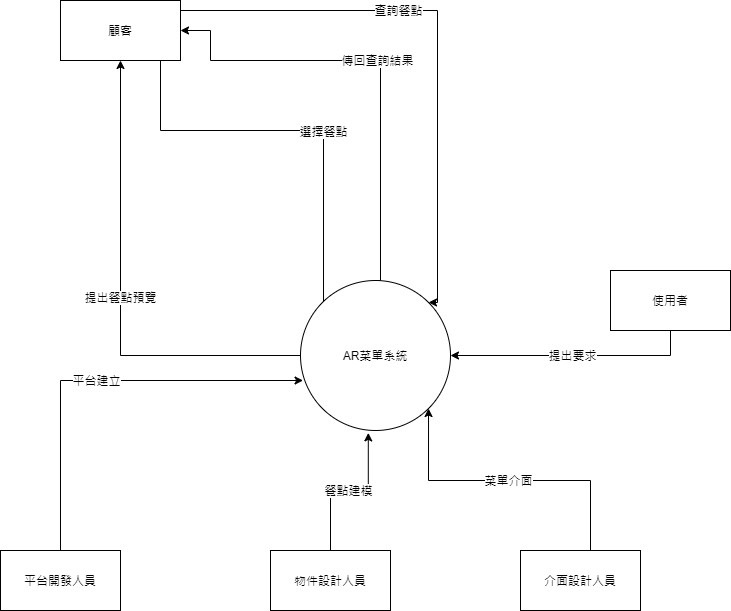 查詢餐點
顧客
傳回查詢結果
選擇餐點
提出餐點預覽
使用者
AR菜單系統
提出要求
平台建立
菜單介面
餐點建模
平台開發人員
物件設計人員
介面設計人員